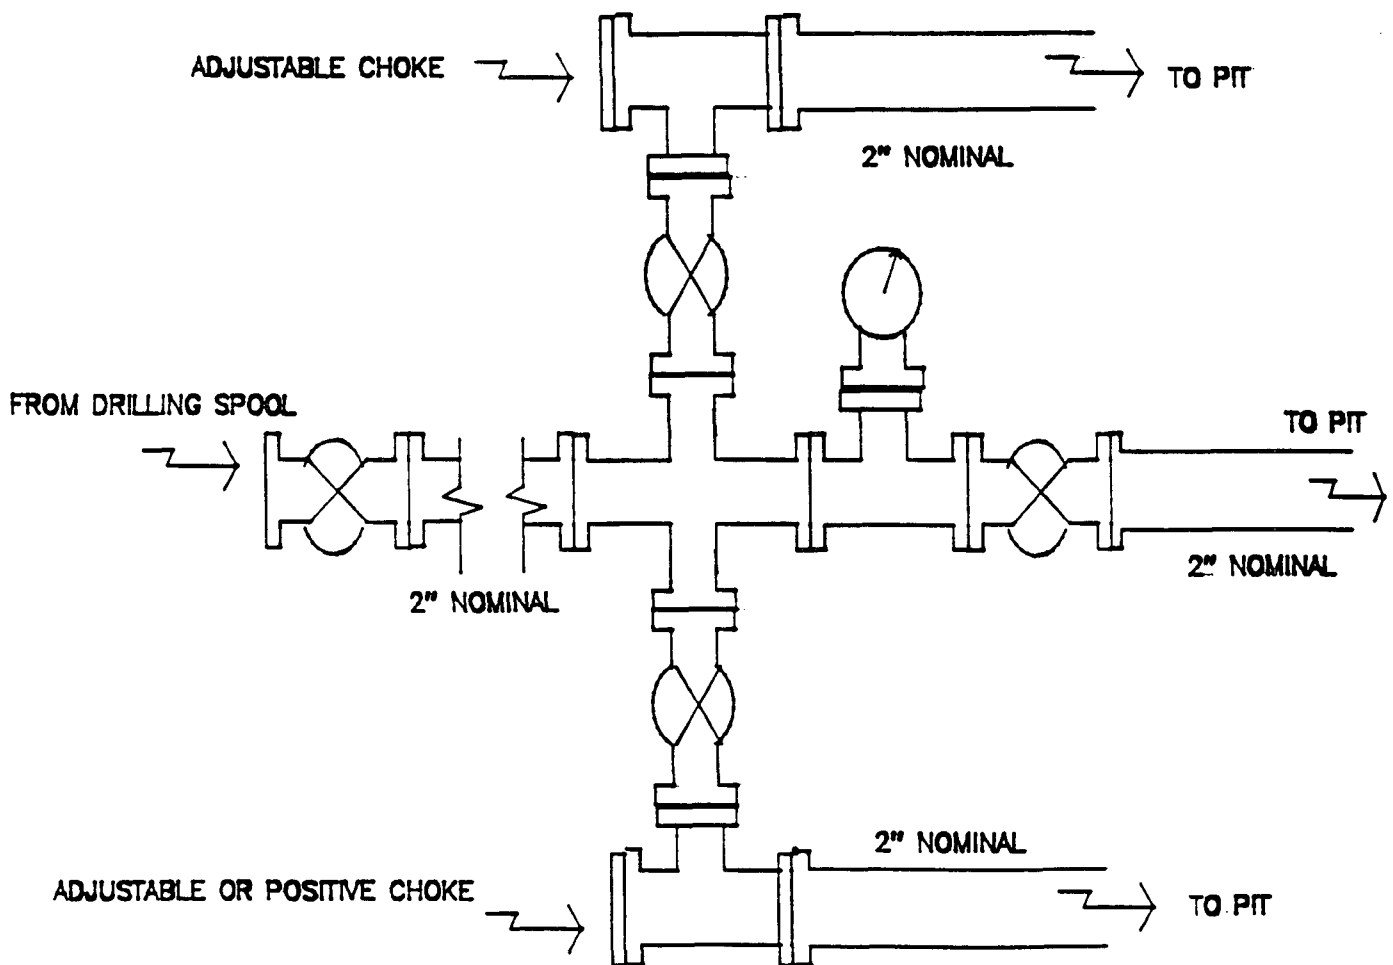 ADJUSTABLE CHOKE
TO PIT
2" NOMINAL
FROM DRILLING SPOOL
TO PIT
2" NOMINAL
2" NOMINAL
2" NOMINAL
ADJUSTABLE OR POSITIVE CHOKE
TO PIT